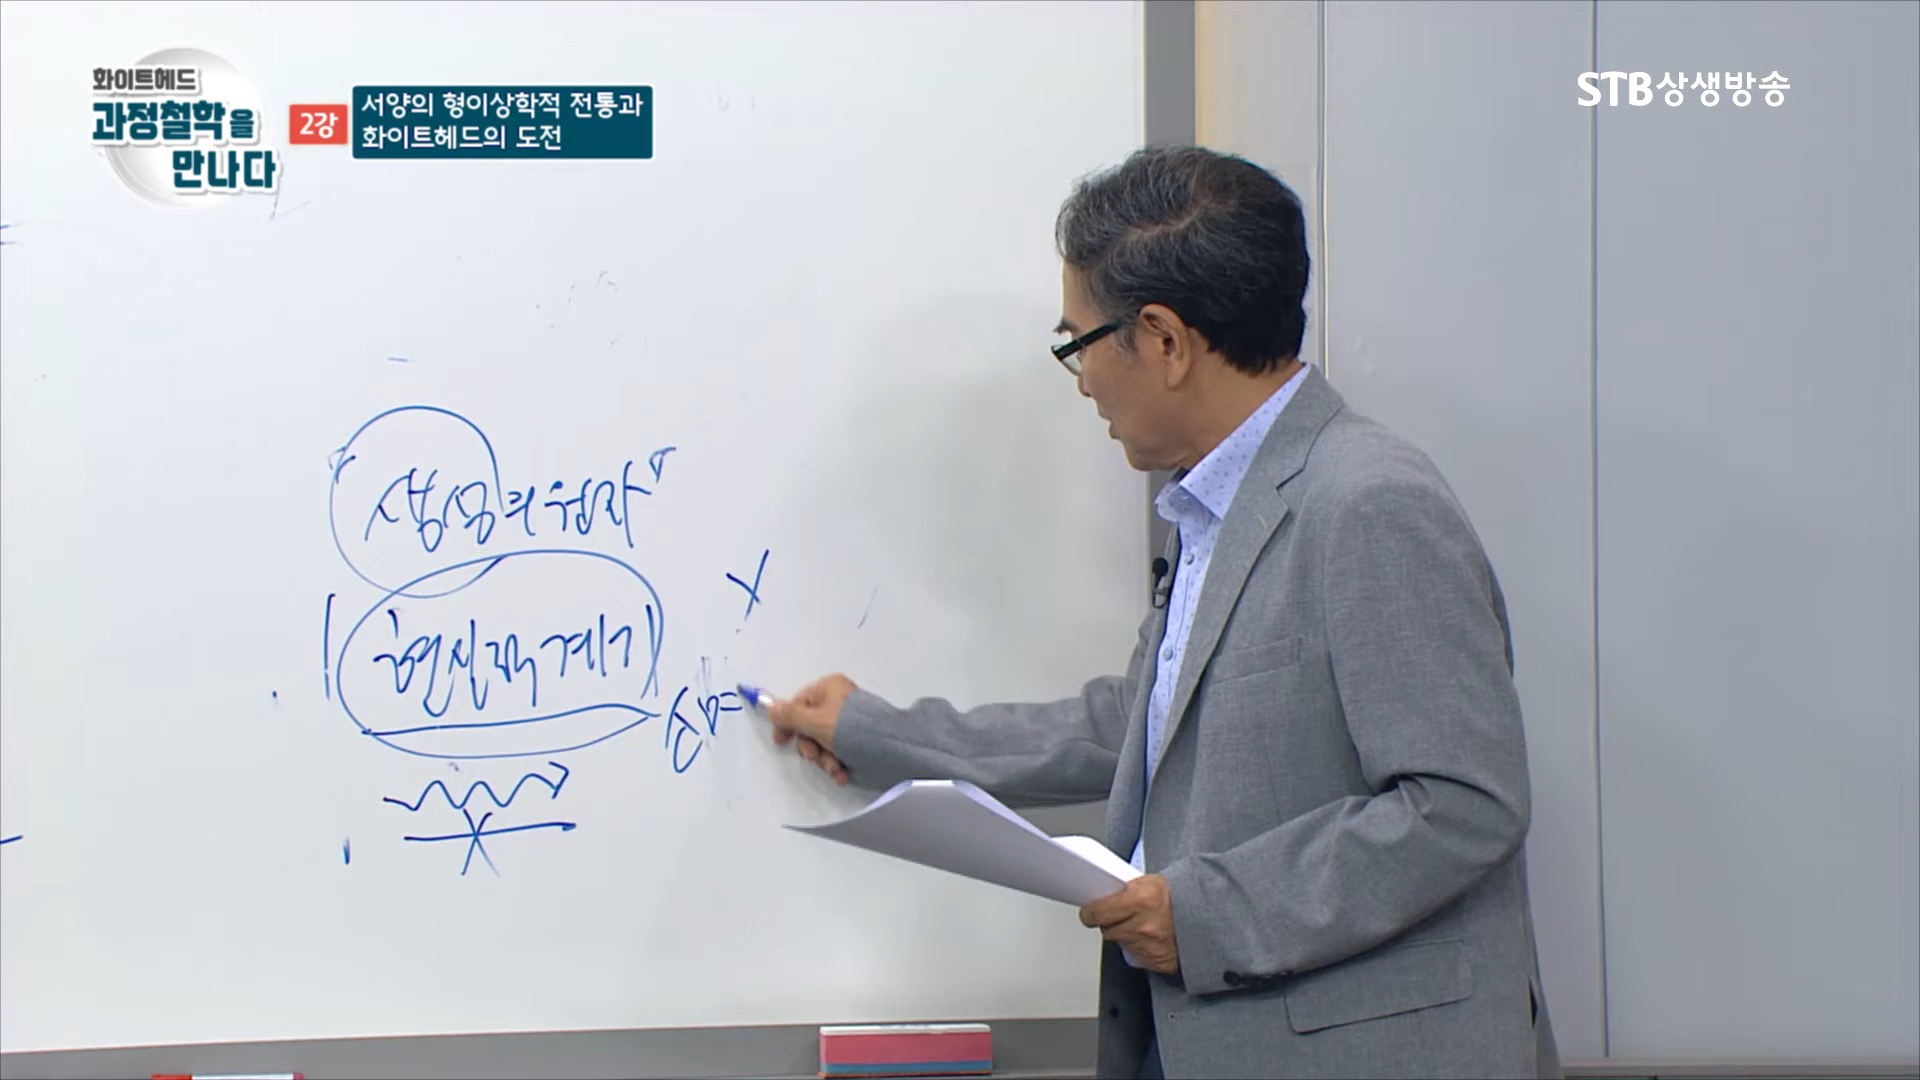 화이트헤드
과정철학을
만나다
2강
서양의 형이상학적 전통과
화이트헤드의 도전
STB상생방송
"생성의 원자"
현실적 계기
X